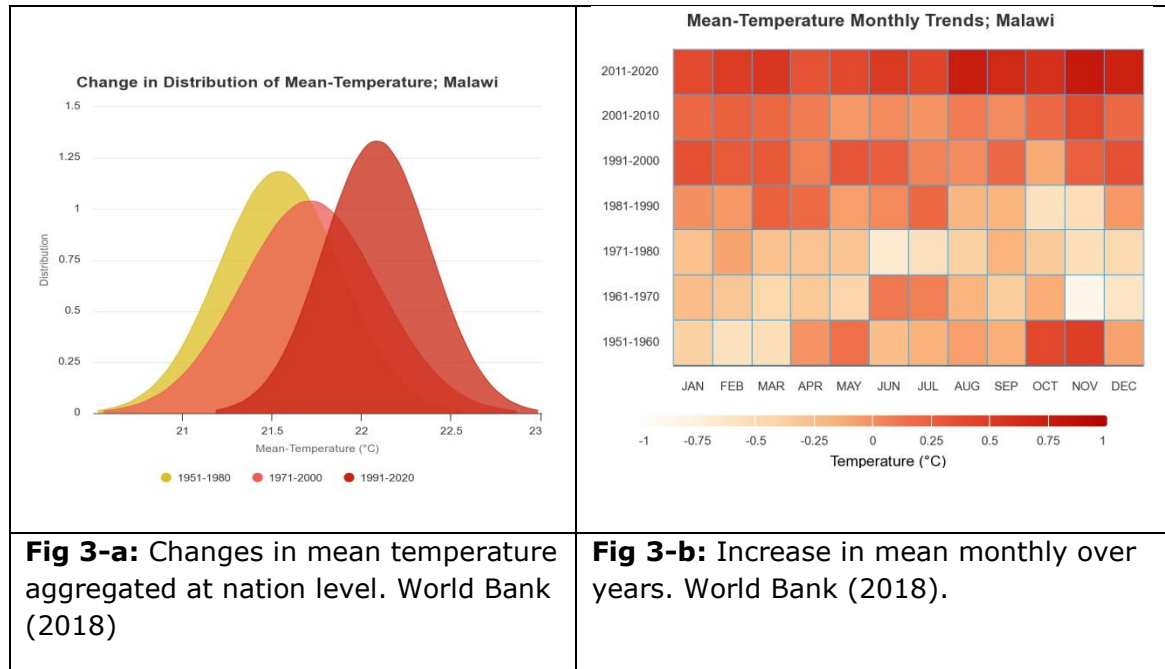 Change in Distribution of Mean-Temperature; Malawi
1.5
1.25
1
0.75
0.5
0.25
0
Distribution
21
21.5
22
22.5
23
Mean-Temperature (°C)
1951-1980
1971-2000
1991-2020
Mean-Temperature Monthly Trends; Malawi
2011-2020
2001-2010
1991-2000
1981-1990
1971-1980
1961-1970
1951-1960
JAN FEB MAR APR MAY JUN JUL AUG SEP OCT NOV DEC
-1 -0.75 -0.5 -0.25 0 0.25 0.5 0.75 1
Temperature (°C)
Fig 3-a: Changes in mean temperature
aggregated at nation level. World Bank
(2018)
Fig 3-b: Increase in mean monthly over
years. World Bank (2018).